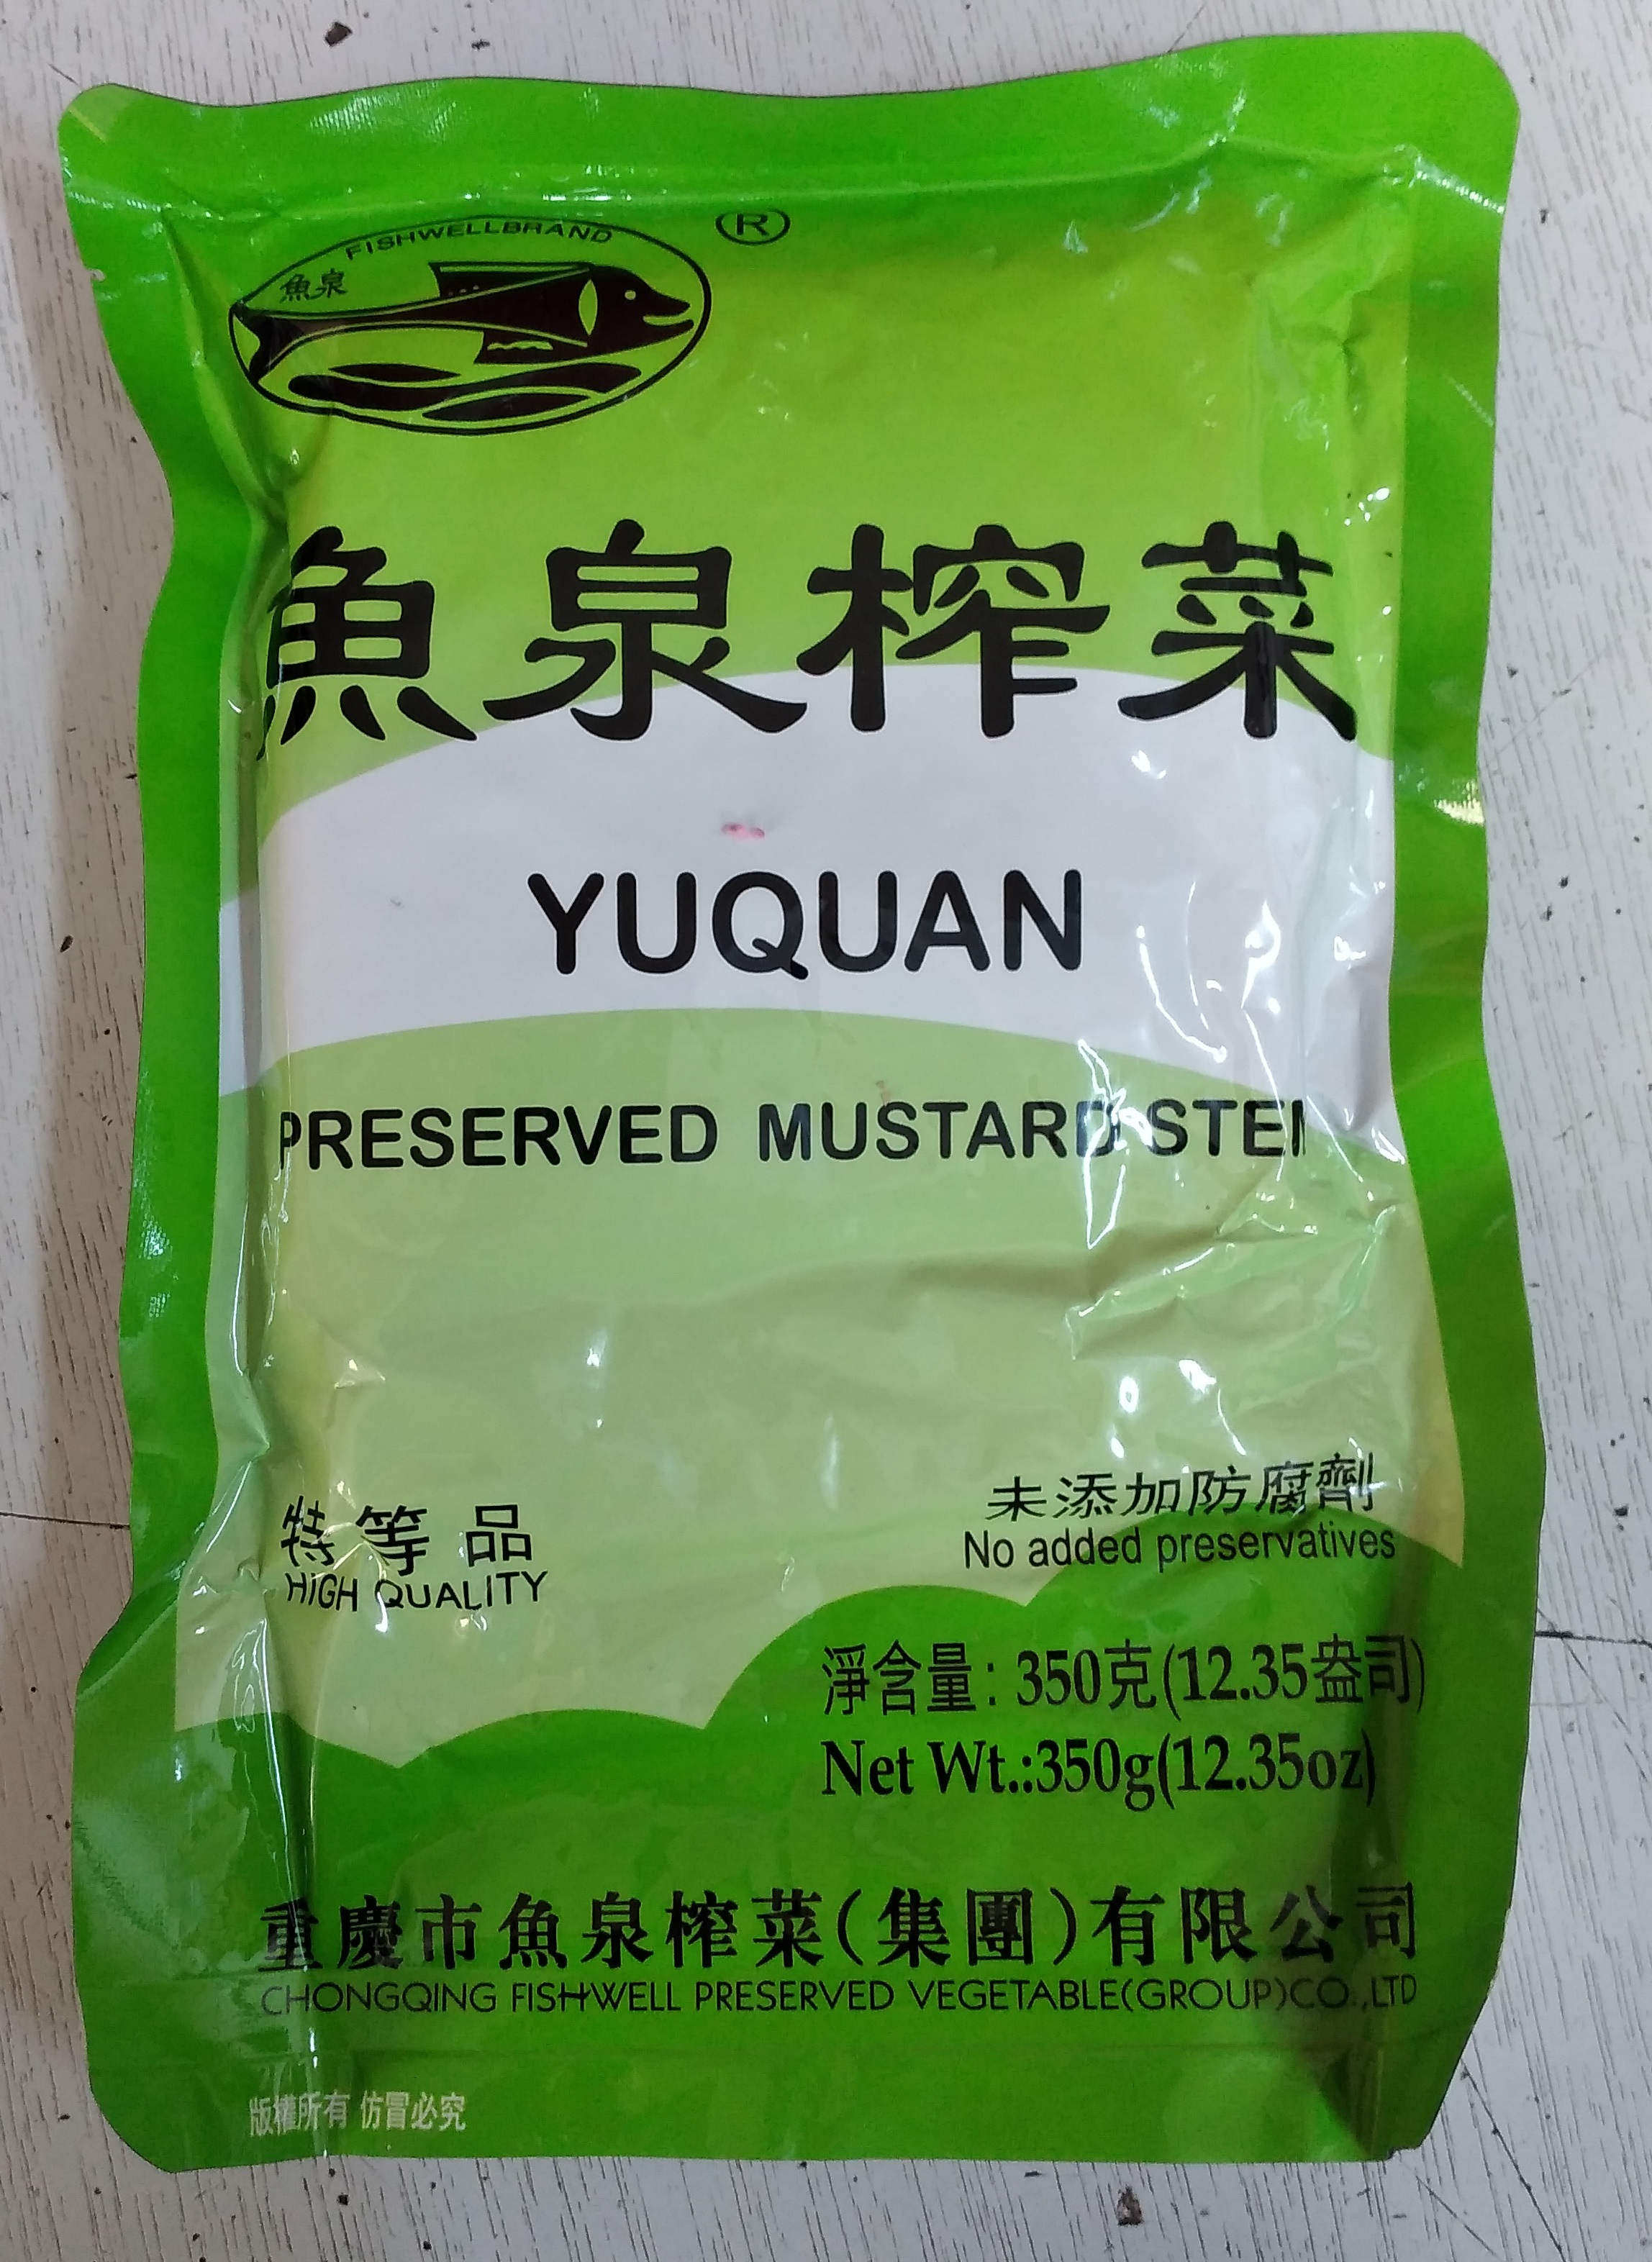 FISHWELLBRAND
®
魚泉
魚泉榨菜
YUQUAN
PRESERVED MUSTARD STEM
未添加防腐劑
No added preservatives
特等品
HIGH QUALITY
淨含量: 350克(12.35盎司)
Net Wt.:350g(12.35oz)
重慶市魚泉榨菜(集團)有限公司
CHONGQING FISHWELL PRESERVED VEGETABLE(GROUP)CO.,LTD
版權所有 仿冒必究